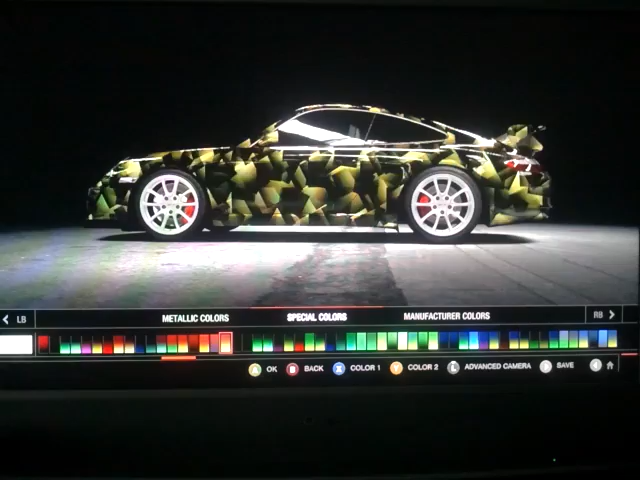 LB METALLIC COLORS SPECIAL COLORS MANUFACTURER COLORS RB
A OK B BACK X COLOR 1 Y COLOR 2 L ADVANCED CAMERA SAVE